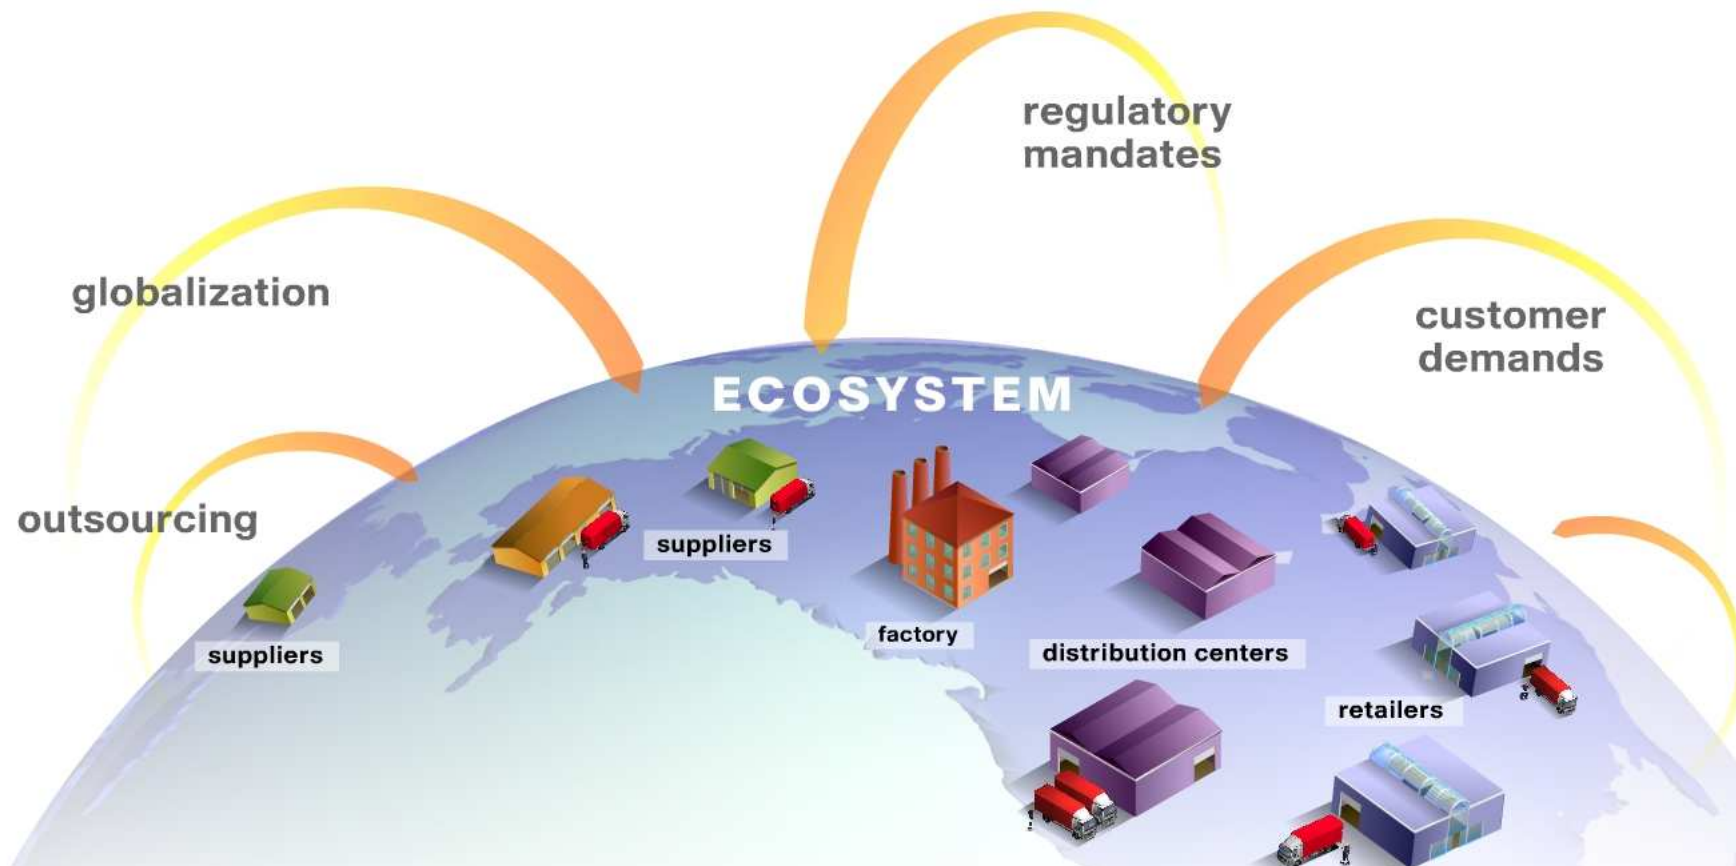 regulatory
mandates
globalization
customer
demands
ECOSYSTEM
outsourcing
suppliers
suppliers
factory
distribution centers
retailers